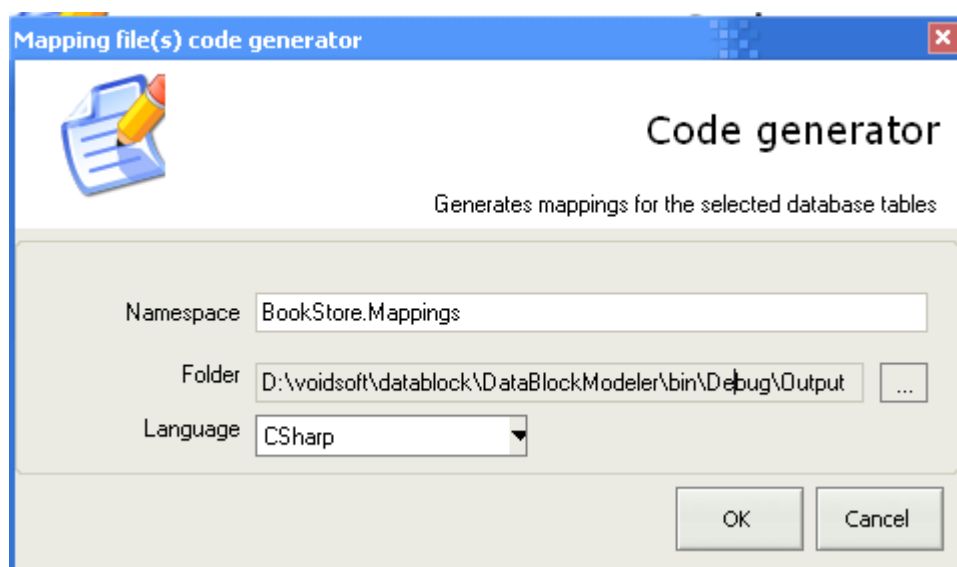 Mapping file(s) code generator
Code generator
Generates mappings for the selected database tables
Namespace BookStore.Mappings
Folder D:\voidsoft\datablock\DataBlockModeler\bin\Debug\Output ...
Language CSharp
OK Cancel